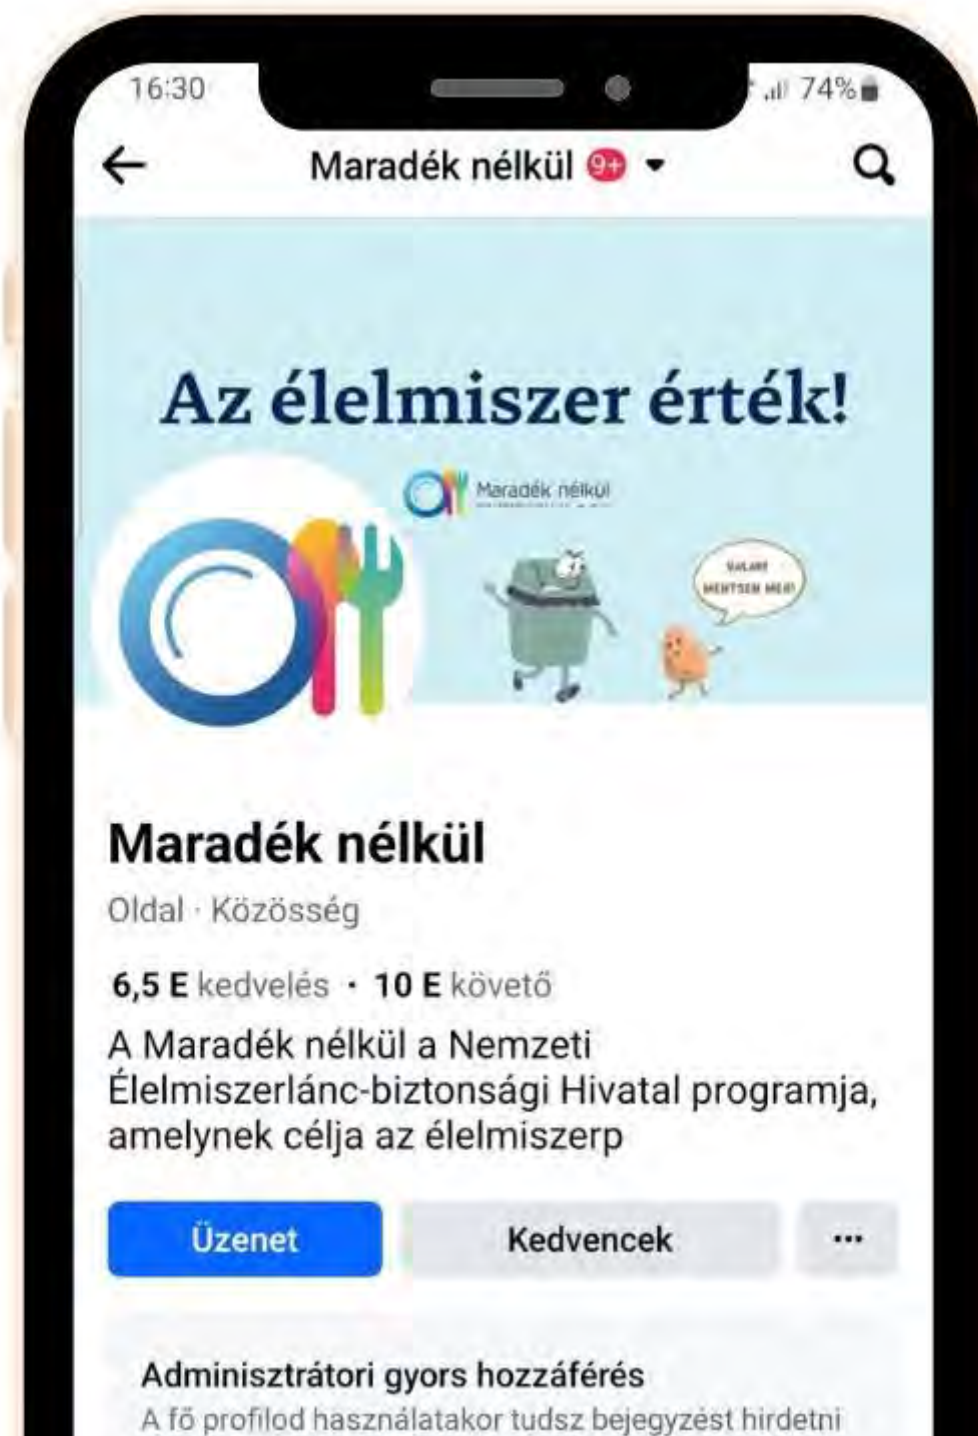 16:30
74%
Maradék nélkül 9+
Az élelmiszer érték!
Maradék nélkül
MENTSEN MEG!
Maradék nélkül
Oldal · Közösség
6,5 E kedvelés · 10 E követő
A Maradék nélkül a Nemzeti
Élelmiszerlánc-biztonsági Hivatal programja,
amelynek célja az élelmiszerp
Üzenet
Kedvencek
Adminisztrátori gyors hozzáférés
A fő profilod használatakor tudsz bejegyzést hirdetni